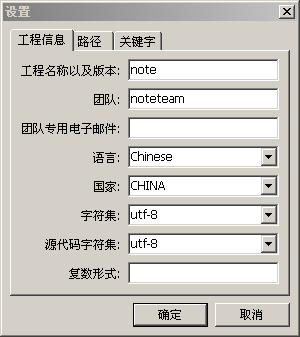 设置
工程信息 路径 关键字
工程名称以及版本: note
团队: noteteam
团队专用电子邮件:
语言: Chinese
国家: CHINA
字符集: utf-8
源代码字符集: utf-8
复数形式:
确定 取消